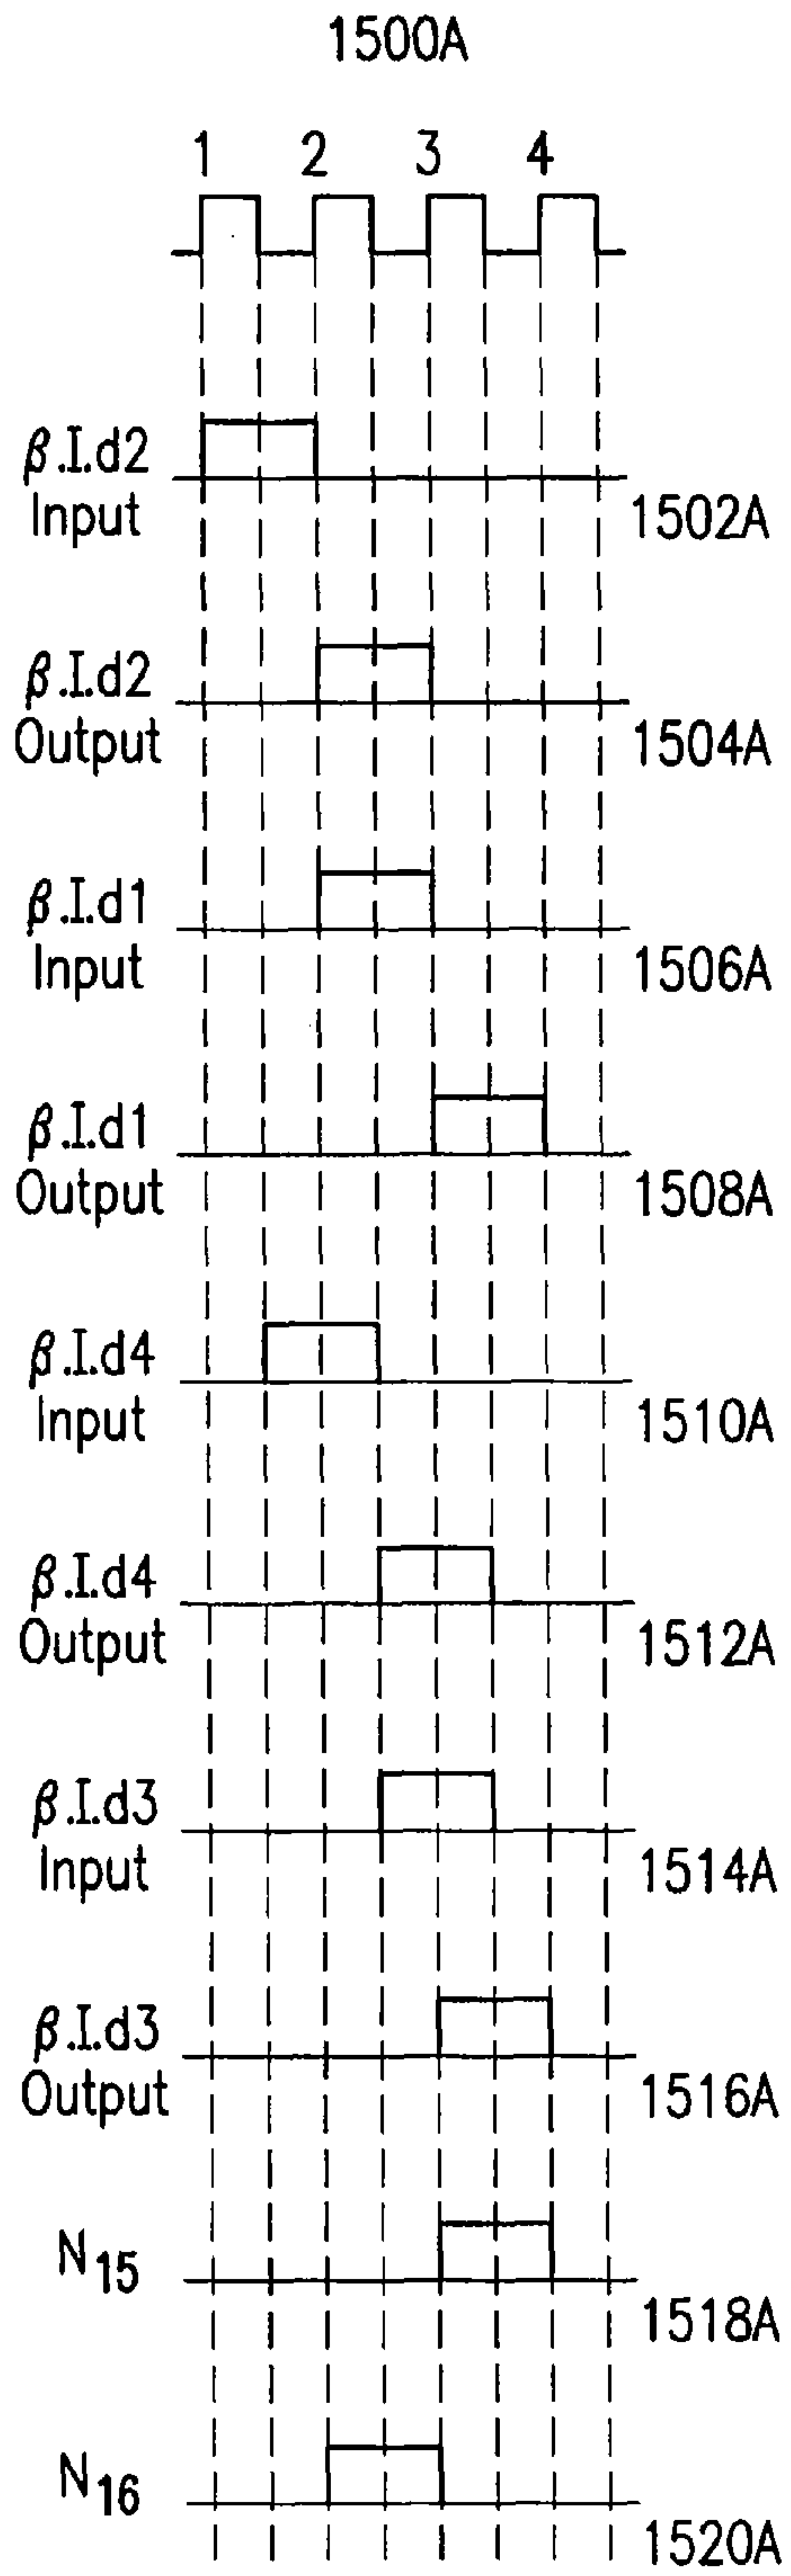 1500A
1 2 3 4
β.I.d2
Input
1502A
β.I.d2
Output
1504A
β.I.d1
Input
1506A
β.I.d1
Output
1508A
β.I.d4
Input
1510A
β.I.d4
Output
1512A
β.I.d3
Input
1514A
β.I.d3
Output
1516A
N15
1518A
N16
1520A